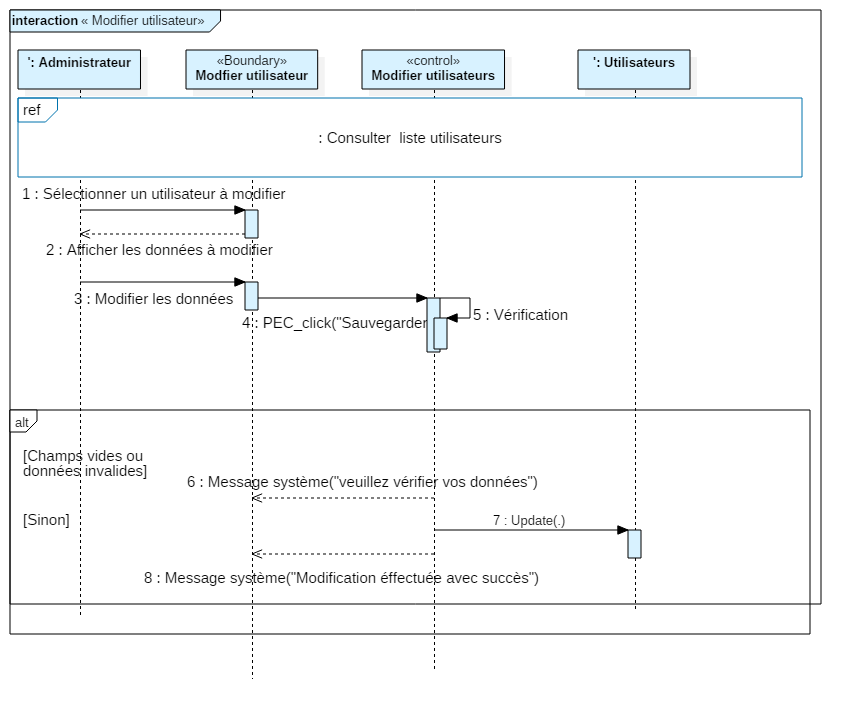 interaction « Modifier utilisateur»
': Administrateur
«Boundary»
Modfier utilisateur
«control»
Modifier utilisateurs
': Utilisateurs
ref
: Consulter liste utilisateurs
1 : Sélectionner un utilisateur à modifier
2 : Afficher les données à modifier
3 : Modifier les données
4 : PEC_click("Sauvegarder
5 : Vérification
alt
[Champs vides ou
données invalides]
6 : Message système("veuillez vérifier vos données")
[Sinon]
7 : Update(.)
8 : Message système("Modification éffectuée avec succès")